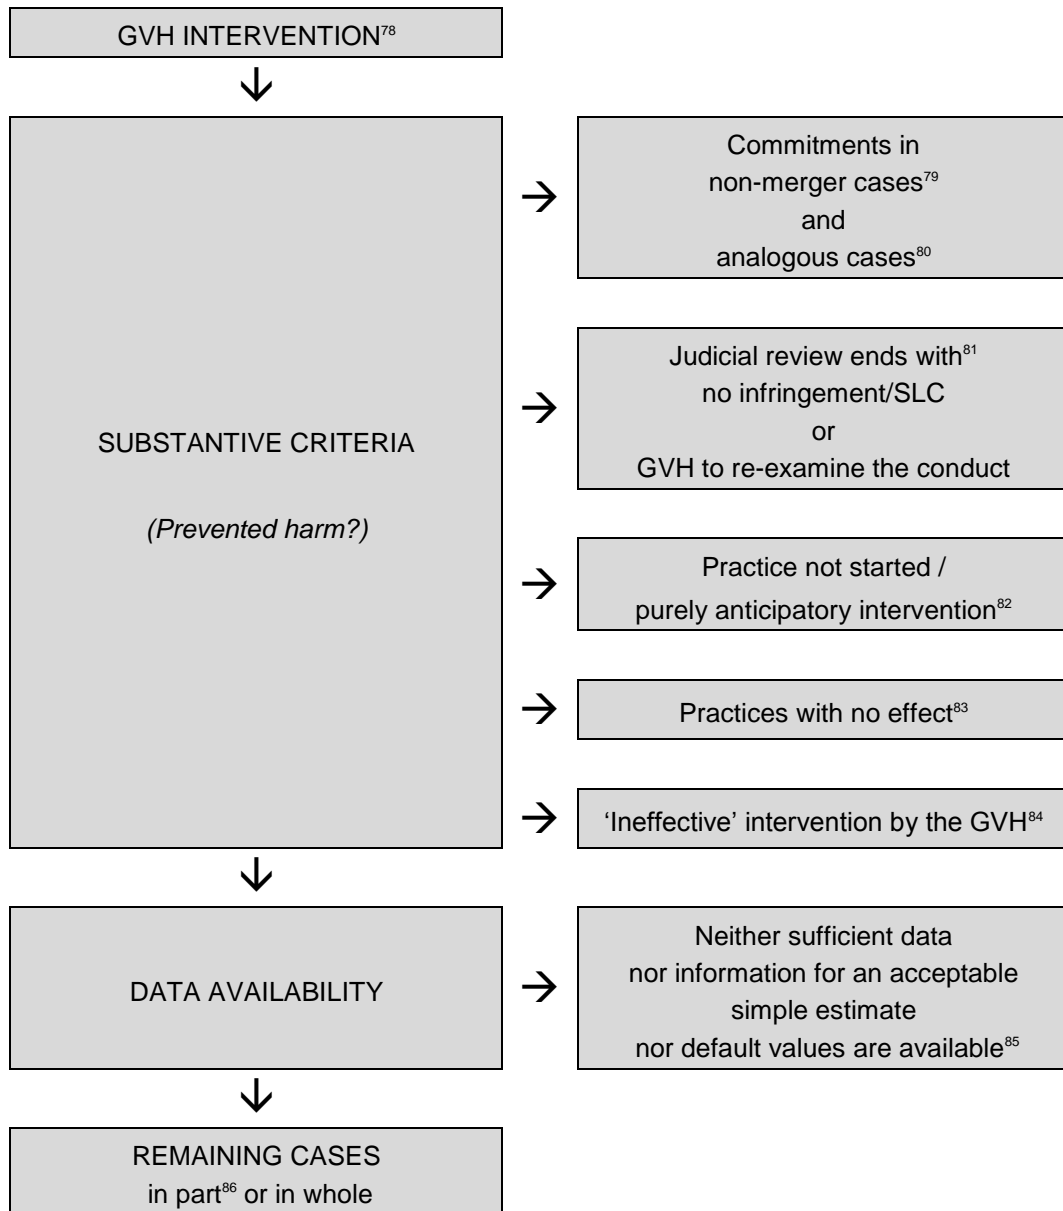 GVH INTERVENTION⁷⁸
SUBSTANTIVE CRITERIA
(Prevented harm?)
Commitments in
non-merger cases⁷⁹
and
analogous cases⁸⁰
Judicial review ends with⁸¹
no infringement/SLC
or
GVH to re-examine the conduct
Practice not started /
purely anticipatory intervention⁸²
Practices with no effect⁸³
‘Ineffective’ intervention by the GVH⁸⁴
DATA AVAILABILITY
Neither sufficient data
nor information for an acceptable
simple estimate
nor default values are available⁸⁵
REMAINING CASES
in part⁸⁶ or in whole